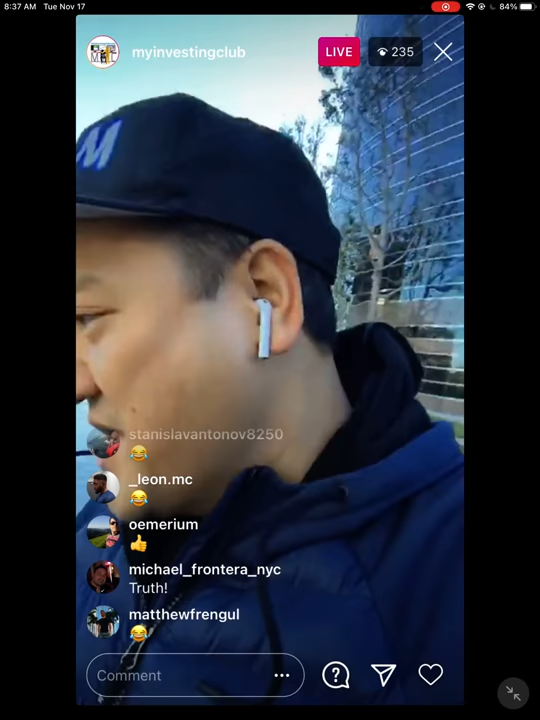 8:37 AM Tue Nov 17
84%
myinvestingclub
LIVE
235
M
stanislavantonov8250
😂
_leon.mc
😂
oemerium
👍
michael_frontera_nyc
Truth!
matthewfrengul
😂
Comment